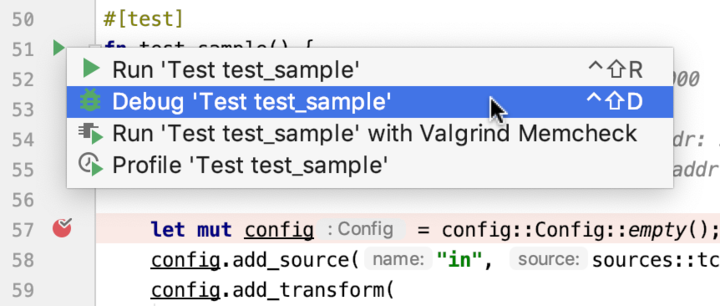 50 #[test]
51 fn test_sample() {
Run 'Test test_sample' ^⇧R
52 000
Debug 'Test test_sample' ^⇧D
53
Run 'Test test_sample' with Valgrind Memcheck
54 dr:
Profile 'Test test_sample'
55 addr
56
57 let mut config : Config = config::Config::empty();
58 config.add_source( name: "in", source: sources::tc
59 config.add_transform(